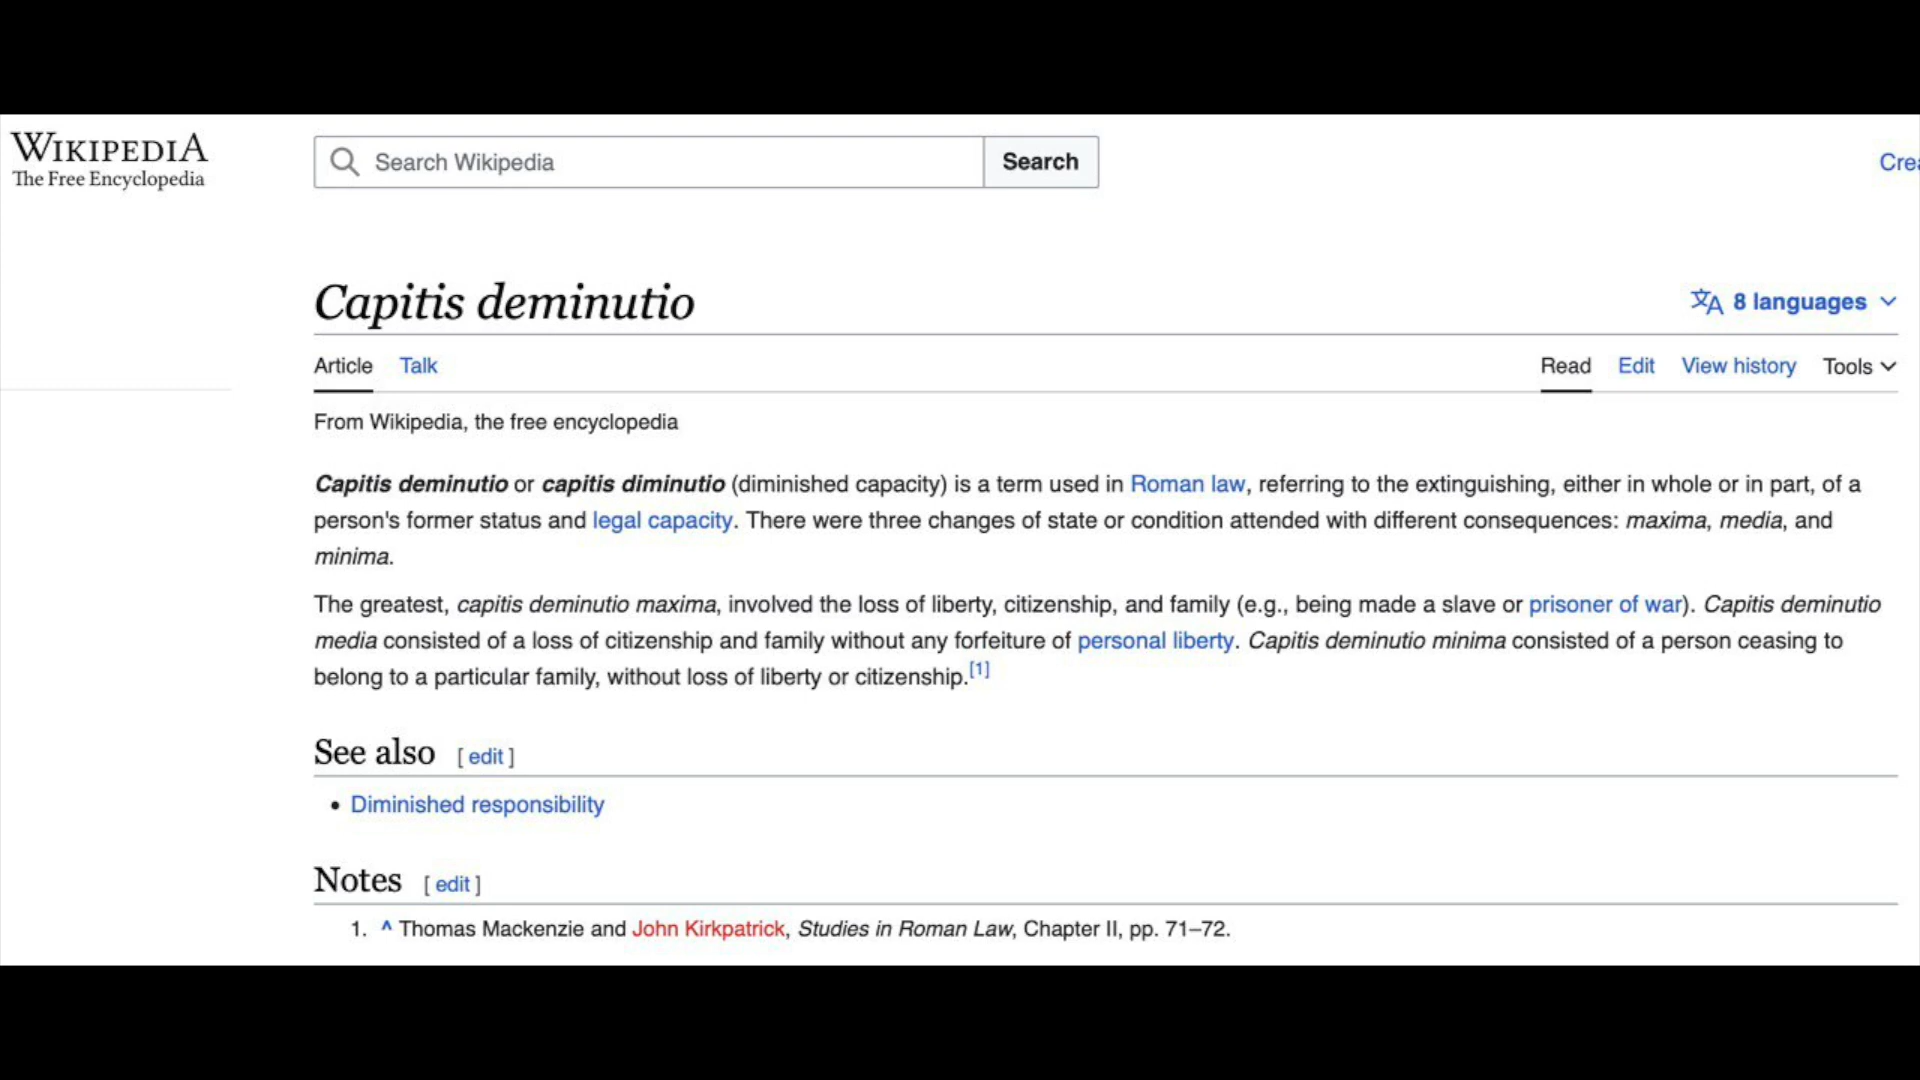 WIKIPEDIA
The Free Encyclopedia
Search Wikipedia
Search
Crea
Capitis deminutio
8 languages
Article Talk
Read Edit View history Tools
From Wikipedia, the free encyclopedia
Capitis deminutio or capitis diminutio (diminished capacity) is a term used in Roman law, referring to the extinguishing, either in whole or in part, of a
person's former status and legal capacity. There were three changes of state or condition attended with different consequences: maxima, media, and
minima.
The greatest, capitis deminutio maxima, involved the loss of liberty, citizenship, and family (e.g., being made a slave or prisoner of war). Capitis deminutio
media consisted of a loss of citizenship and family without any forfeiture of personal liberty. Capitis deminutio minima consisted of a person ceasing to
belong to a particular family, without loss of liberty or citizenship.[1]
See also [ edit ]
• Diminished responsibility
Notes [ edit ]
1. ^ Thomas Mackenzie and John Kirkpatrick, Studies in Roman Law, Chapter II, pp. 71–72.